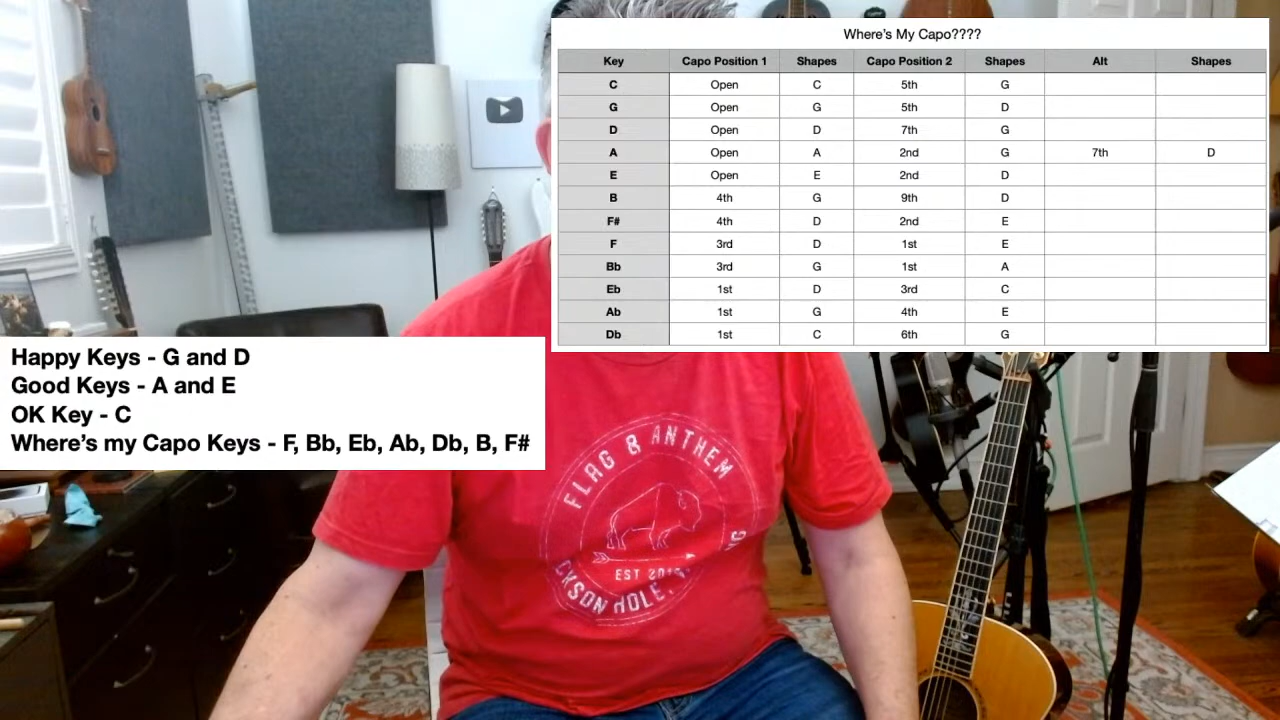 Where's My Capo????
Key Capo Position 1 Shapes Capo Position 2 Shapes Alt Shapes
C Open C 5th G
G Open G 5th D
D Open D 7th G
A Open A 2nd G 7th D
E Open E 2nd D
B 4th G 9th D
F# 4th D 2nd E
F 3rd D 1st E
Bb 3rd G 1st A
Eb 1st D 3rd C
Ab 1st G 4th E
Db 1st C 6th G
Happy Keys - G and D
Good Keys - A and E
OK Key - C
Where's my Capo Keys - F, Bb, Eb, Ab, Db, B, F#
FLAG & ANTHEM
EST
HOLE